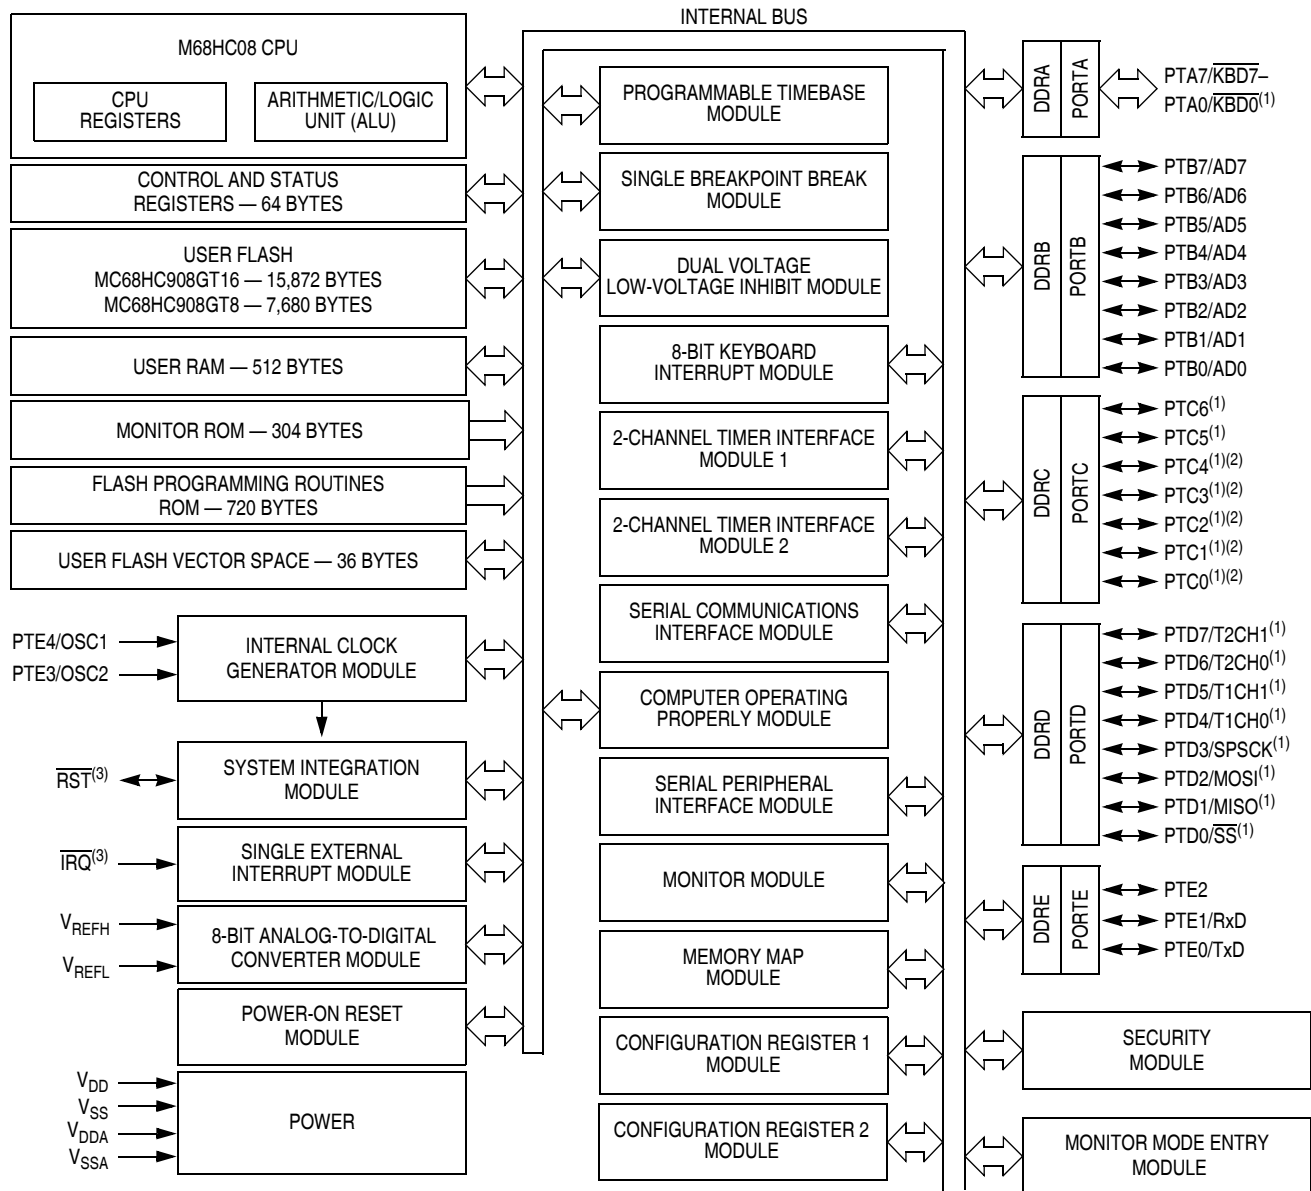 INTERNAL BUS
M68HC08 CPU
CPU
REGISTERS
ARITHMETIC/LOGIC
UNIT (ALU)
CONTROL AND STATUS
REGISTERS — 64 BYTES
USER FLASH
MC68HC908GT16 — 15,872 BYTES
MC68HC908GT8 — 7,680 BYTES
USER RAM — 512 BYTES
MONITOR ROM — 304 BYTES
FLASH PROGRAMMING ROUTINES
ROM — 720 BYTES
USER FLASH VECTOR SPACE — 36 BYTES
PTE4/OSC1
PTE3/OSC2
INTERNAL CLOCK
GENERATOR MODULE
RST(3)
SYSTEM INTEGRATION
MODULE
IRQ(3)
SINGLE EXTERNAL
INTERRUPT MODULE
VREFH
VREFL
8-BIT ANALOG-TO-DIGITAL
CONVERTER MODULE
POWER-ON RESET
MODULE
VDD
VSS
VDDA
VSSA
POWER
PROGRAMMABLE TIMEBASE
MODULE
SINGLE BREAKPOINT BREAK
MODULE
DUAL VOLTAGE
LOW-VOLTAGE INHIBIT MODULE
8-BIT KEYBOARD
INTERRUPT MODULE
2-CHANNEL TIMER INTERFACE
MODULE 1
2-CHANNEL TIMER INTERFACE
MODULE 2
SERIAL COMMUNICATIONS
INTERFACE MODULE
COMPUTER OPERATING
PROPERLY MODULE
SERIAL PERIPHERAL
INTERFACE MODULE
MONITOR MODULE
MEMORY MAP
MODULE
CONFIGURATION REGISTER 1
MODULE
CONFIGURATION REGISTER 2
MODULE
DDRA
PORTA
PTA7/KBD7–
PTA0/KBD0(1)
DDRB
PORTB
PTB7/AD7
PTB6/AD6
PTB5/AD5
PTB4/AD4
PTB3/AD3
PTB2/AD2
PTB1/AD1
PTB0/AD0
DDRC
PORTC
PTC6(1)
PTC5(1)
PTC4(1)(2)
PTC3(1)(2)
PTC2(1)(2)
PTC1(1)(2)
PTC0(1)(2)
DDRD
PORTD
PTD7/T2CH1(1)
PTD6/T2CH0(1)
PTD5/T1CH1(1)
PTD4/T1CH0(1)
PTD3/SPSCK(1)
PTD2/MOSI(1)
PTD1/MISO(1)
PTD0/SS(1)
DDRE
PORTE
PTE2
PTE1/RxD
PTE0/TxD
SECURITY
MODULE
MONITOR MODE ENTRY
MODULE